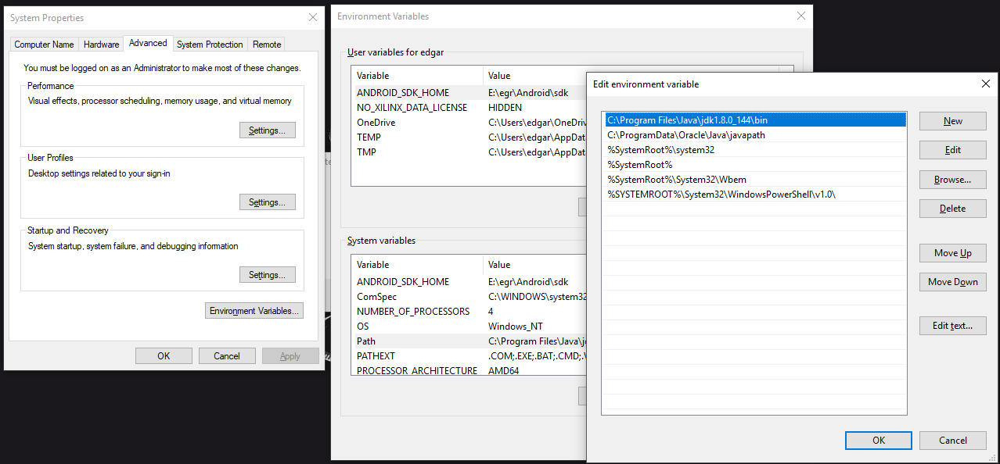 System Properties
Computer Name Hardware Advanced System Protection Remote
You must be logged on as an Administrator to make most of these changes.
Performance
Visual effects, processor scheduling, memory usage, and virtual memory
Settings...
User Profiles
Desktop settings related to your sign-in
Settings...
Startup and Recovery
System startup, system failure, and debugging information
Settings...
Environment Variables...
OK Cancel Apply
Environment Variables
User variables for edgar
Variable Value
ANDROID_SDK_HOME E:\egr\Android\sdk
NO_XILINX_DATA_LICENSE HIDDEN
OneDrive C:\Users\edgar\OneDriv
TEMP C:\Users\edgar\AppData
TMP C:\Users\edgar\AppData
System variables
Variable Value
ANDROID_SDK_HOME E:\egr\Android\sdk
ComSpec C:\WINDOWS\system32
NUMBER_OF_PROCESSORS 4
OS Windows_NT
Path C:\Program Files\Java\j
PATHEXT .COM;.EXE;.BAT;.CMD;.
PROCESSOR_ARCHITECTURE AMD64
Edit environment variable
C:\Program Files\Java\jdk1.8.0_144\bin
C:\ProgramData\Oracle\Java\javapath
%SystemRoot%\system32
%SystemRoot%
%SystemRoot%\System32\Wbem
%SYSTEMROOT%\System32\WindowsPowerShell\v1.0\
New
Edit
Browse...
Delete
Move Up
Move Down
Edit text...
OK Cancel